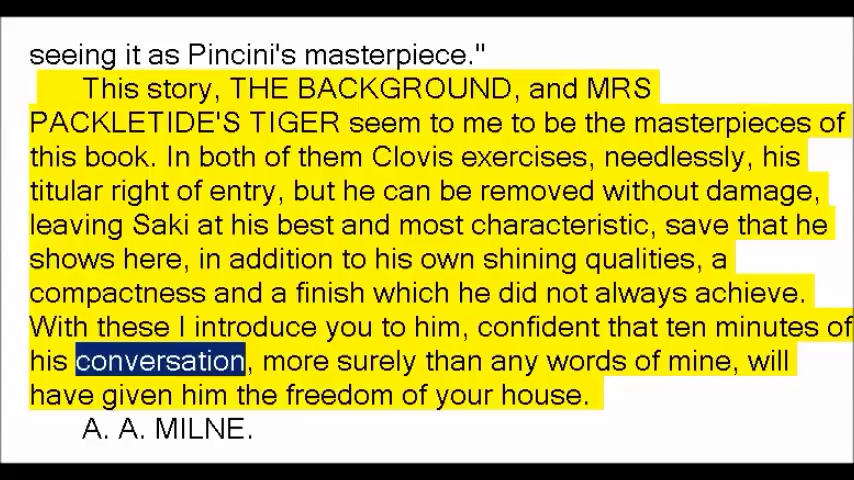 seeing it as Pincini's masterpiece."
This story, THE BACKGROUND, and MRS
PACKLETIDE'S TIGER seem to me to be the masterpieces of
this book. In both of them Clovis exercises, needlessly, his
titular right of entry, but he can be removed without damage,
leaving Saki at his best and most characteristic, save that he
shows here, in addition to his own shining qualities, a
compactness and a finish which he did not always achieve.
With these I introduce you to him, confident that ten minutes of
his conversation, more surely than any words of mine, will
have given him the freedom of your house.
A. A. MILNE.